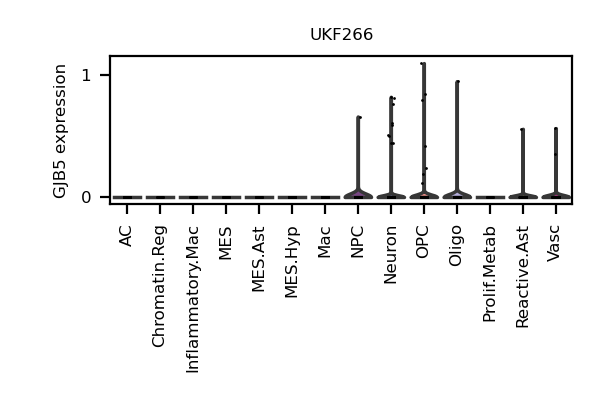 UKF266
GJB5 expression
1
0
AC
Chromatin.Reg
Inflammatory.Mac
MES
MES.Ast
MES.Hyp
Mac
NPC
Neuron
OPC
Oligo
Prolif.Metab
Reactive.Ast
Vasc